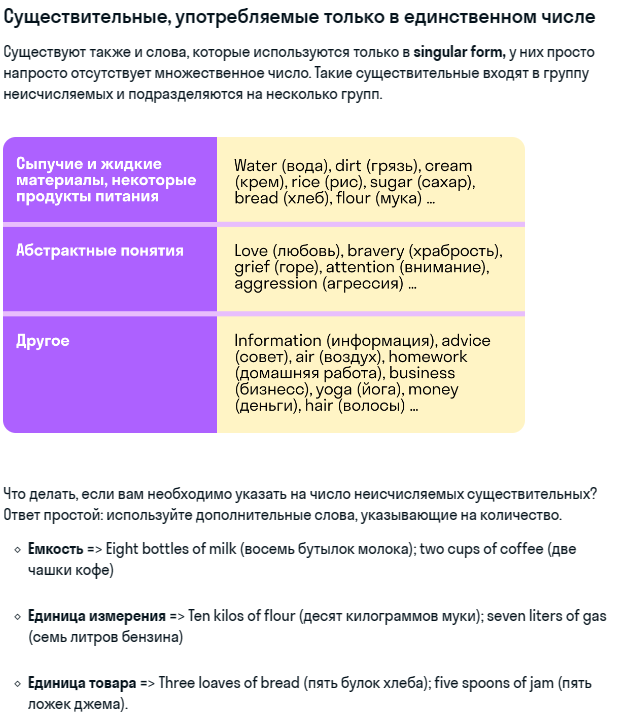 Существительные, употребляемые только в единственном числе
Существуют также и слова, которые используются только в singular form, у них просто
напросто отсутствует множественное число. Такие существительные входят в группу
неисчисляемых и подразделяются на несколько групп.
Сыпучие и жидкие
материалы, некоторые
продукты питания
Water (вода), dirt (грязь), cream
(крем), rice (рис), sugar (сахар),
bread (хлеб), flour (мука) ...
Абстрактные понятия
Love (любовь), bravery (храбрость),
grief (горе), attention (внимание),
aggression (агрессия) ...
Другое
Information (информация), advice
(совет), air (воздух), homework
(домашняя работа), business
(бизнесс), yoga (йога), money
(деньги), hair (волосы) ...
Что делать, если вам необходимо указать на число неисчисляемых существительных?
Ответ простой: используйте дополнительные слова, указывающие на количество.
Емкость => Eight bottles of milk (восемь бутылок молока); two cups of coffee (две
чашки кофе)
Единица измерения => Ten kilos of flour (десят килограммов муки); seven liters of gas
(семь литров бензина)
Единица товара => Three loaves of bread (пять булок хлеба); five spoons of jam (пять
ложек джема).